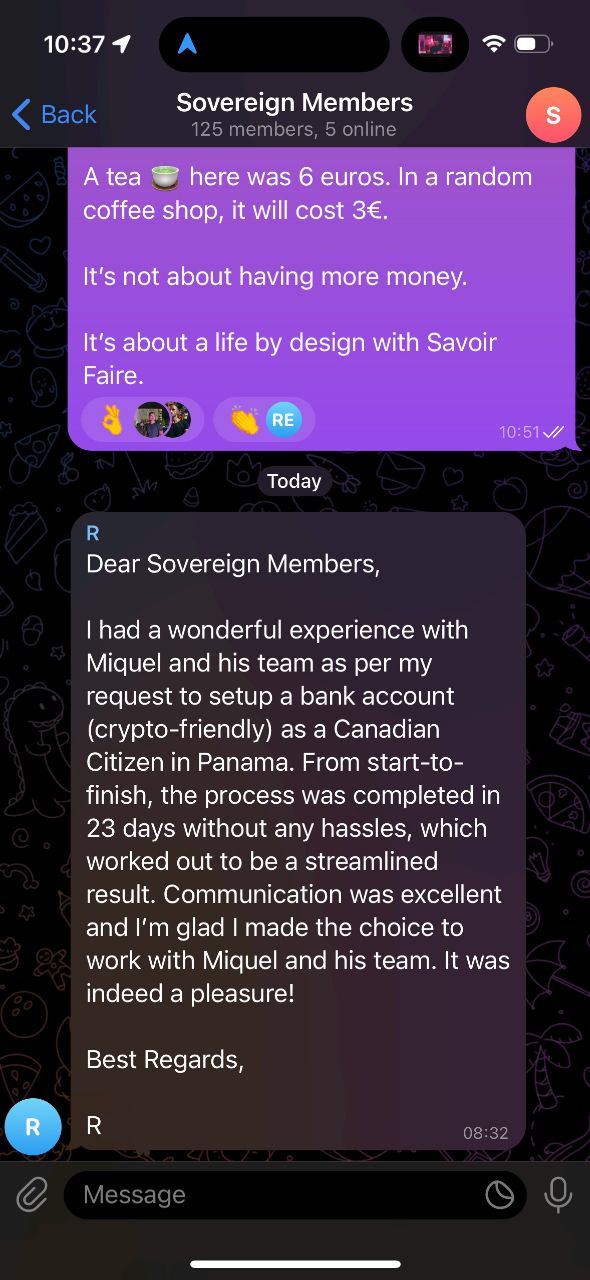 10:37
Back
Sovereign Members
125 members, 5 online
S
A tea 🍵 here was 6 euros. In a random
coffee shop, it will cost 3€.
It's not about having more money.
It's about a life by design with Savoir
Faire.
RE
10:51
Today
R
Dear Sovereign Members,
I had a wonderful experience with
Miquel and his team as per my
request to setup a bank account
(crypto-friendly) as a Canadian
Citizen in Panama. From start-to-
finish, the process was completed in
23 days without any hassles, which
worked out to be a streamlined
result. Communication was excellent
and I'm glad I made the choice to
work with Miquel and his team. It was
indeed a pleasure!
Best Regards,
R
R
08:32
Message